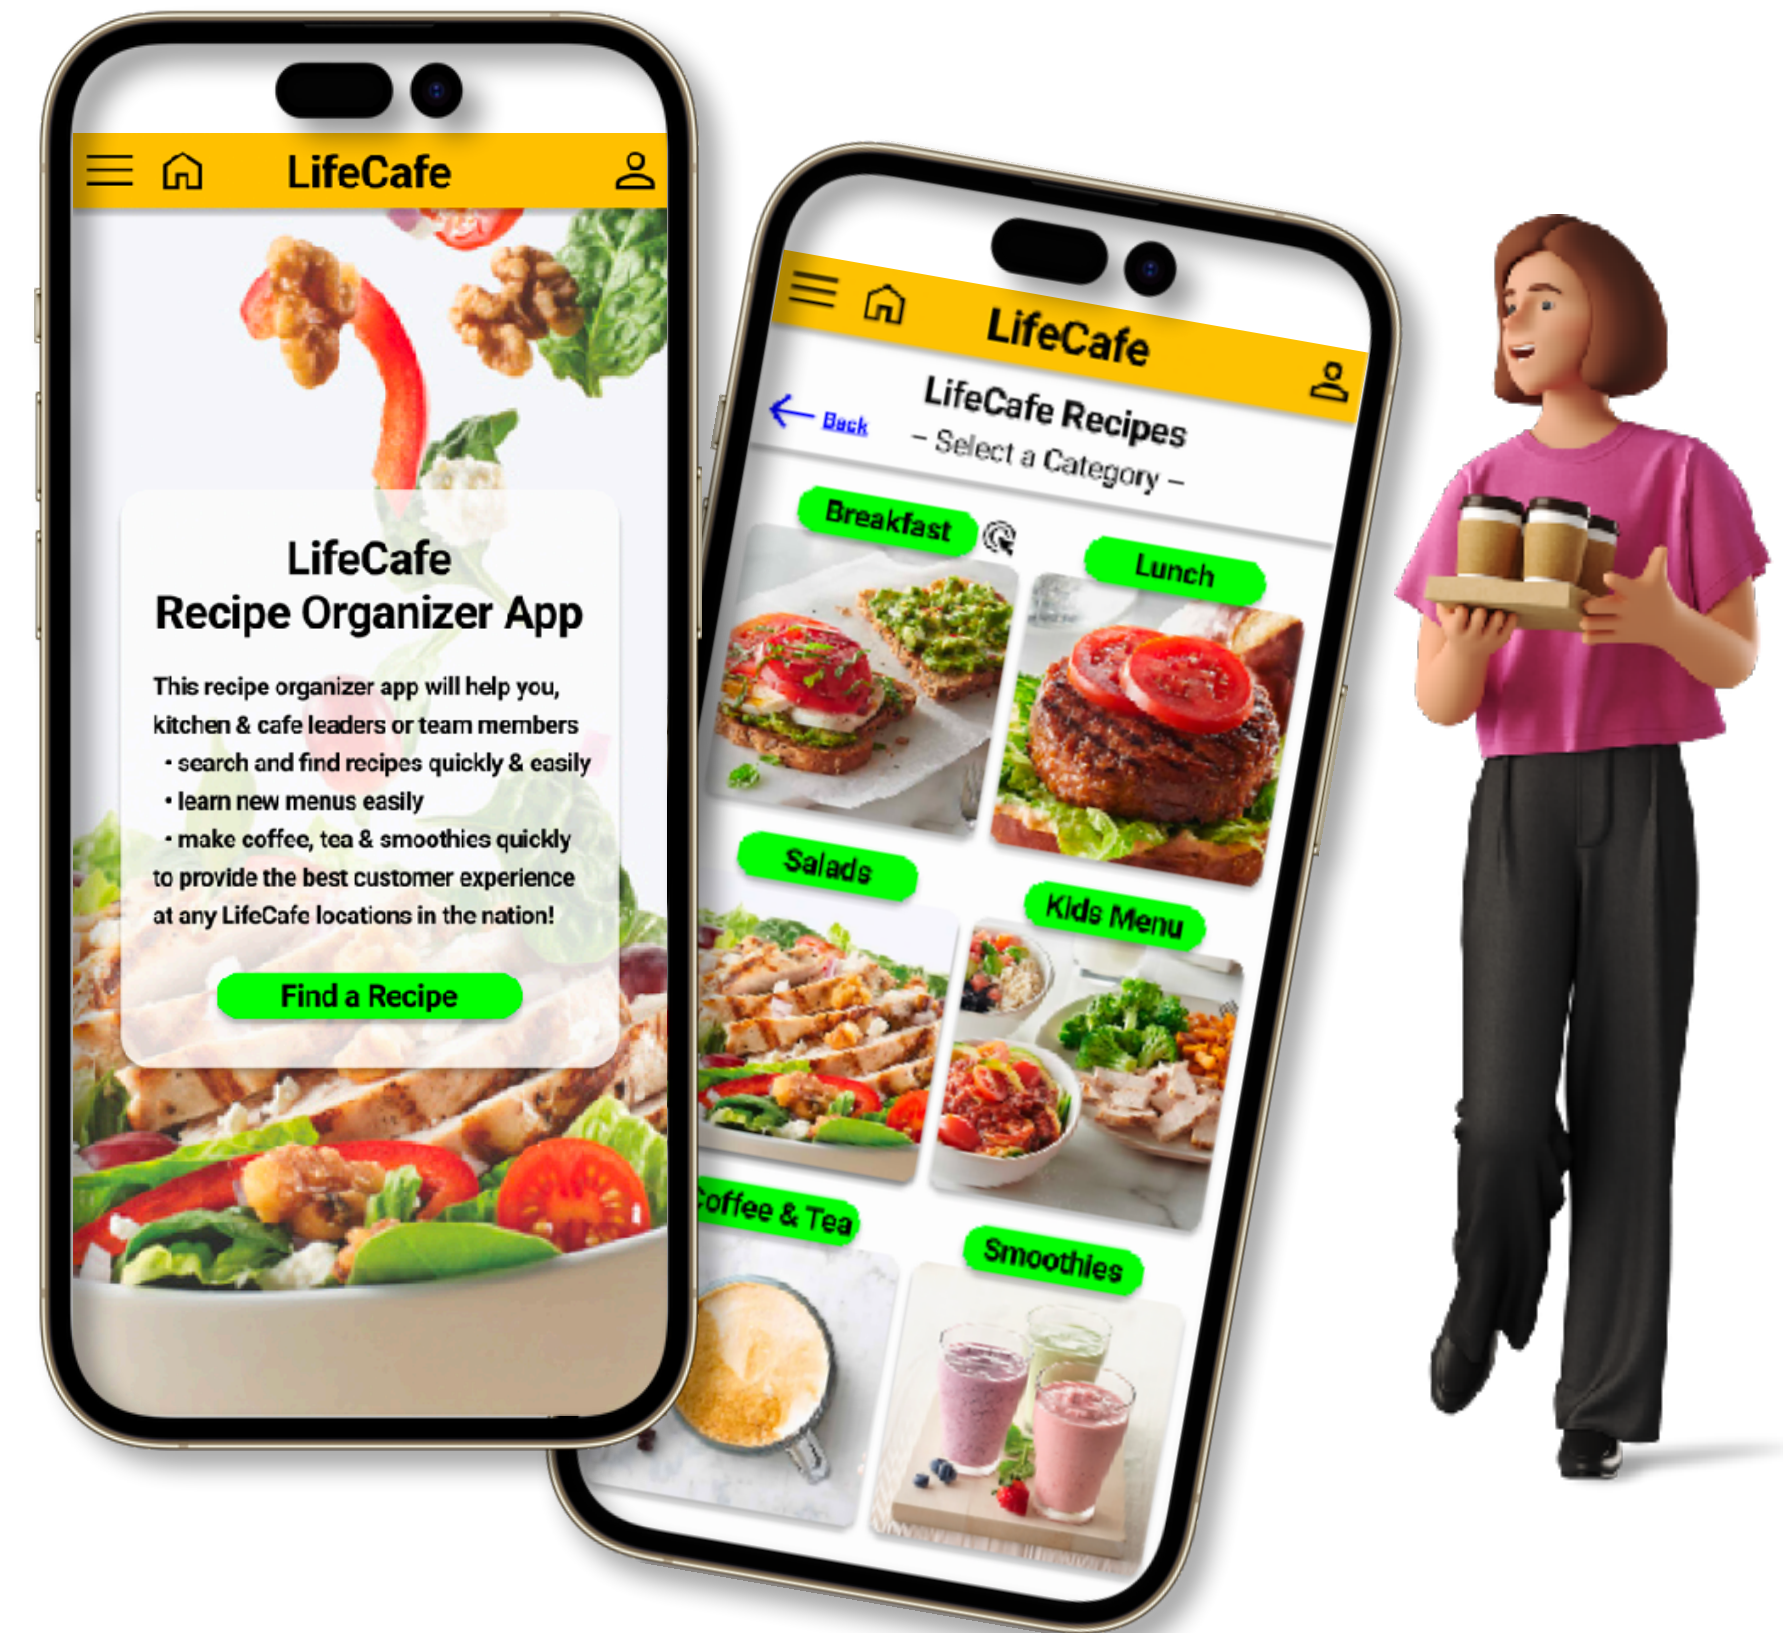 LifeCafe
LifeCafe
Recipe Organizer App
This recipe organizer app will help you,
kitchen & cafe leaders or team members
• search and find recipes quickly & easily
• learn new menus easily
• make coffee, tea & smoothies quickly
to provide the best customer experience
at any LifeCafe locations in the nation!
Find a Recipe
LifeCafe
LifeCafe Recipes
Back
– Select a Category –
Breakfast
Lunch
Salads
Kids Menu
Coffee & Tea
Smoothies